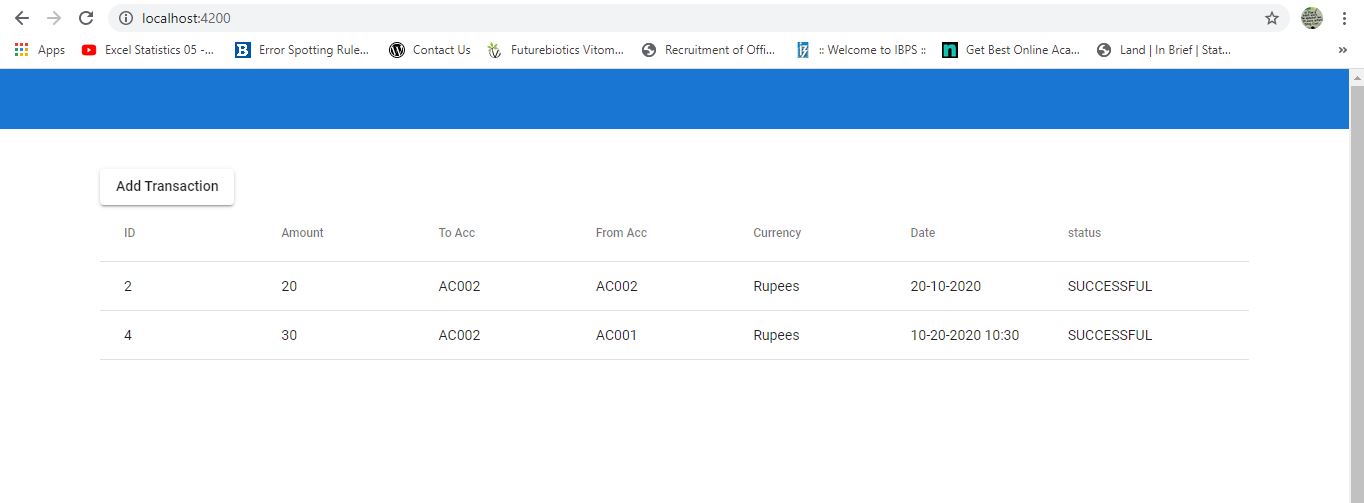 localhost:4200
Apps Excel Statistics 05 -... Error Spotting Rule... Contact Us Futurebiotics Vitom... Recruitment of Offi... :: Welcome to IBPS :: Get Best Online Aca... Land | In Brief | Stat... »
Add Transaction
ID Amount To Acc From Acc Currency Date status
2 20 AC002 AC002 Rupees 20-10-2020 SUCCESSFUL
4 30 AC002 AC001 Rupees 10-20-2020 10:30 SUCCESSFUL